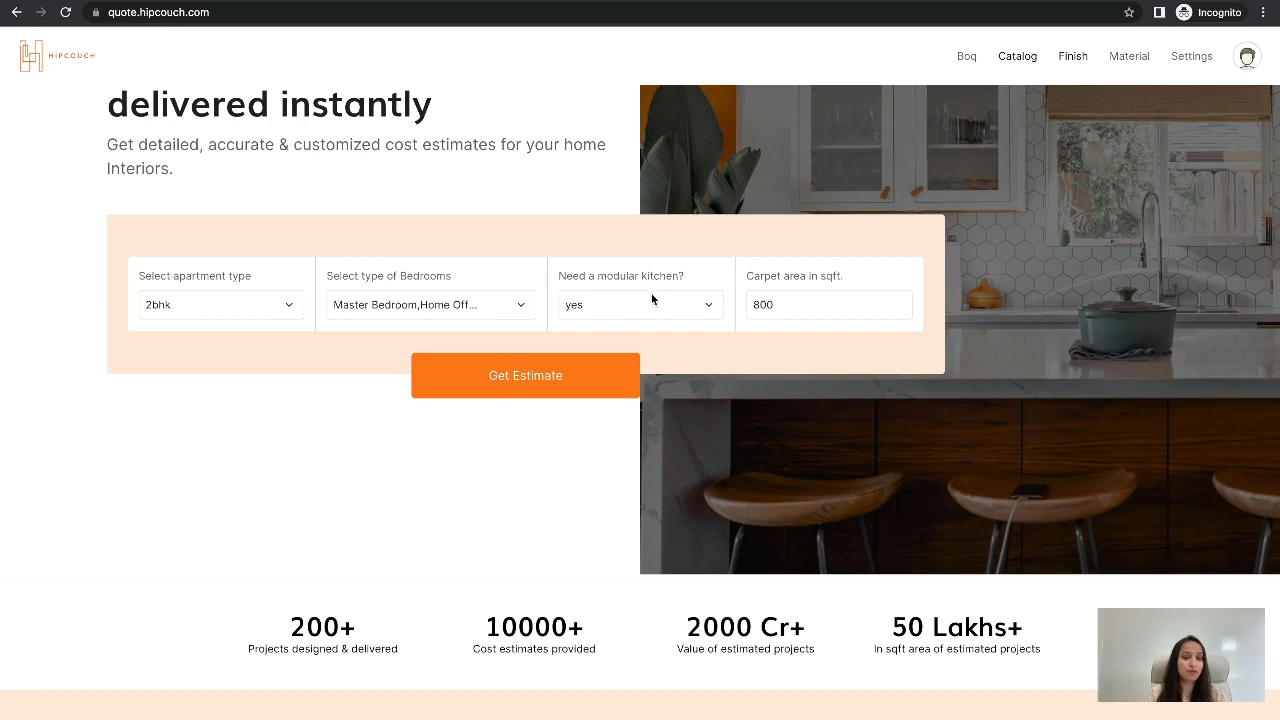 quote.hipcouch.com
Incognito
HIPCOUCH
Boq
Catalog
Finish
Material
Settings
delivered instantly
Get detailed, accurate & customized cost estimates for your home
Interiors.
Select apartment type
2bhk
Select type of Bedrooms
Master Bedroom,Home Off...
Need a modular kitchen?
yes
Carpet area in sqft.
800
Get Estimate
200+
Projects designed & delivered
10000+
Cost estimates provided
2000 Cr+
Value of estimated projects
50 Lakhs+
In sqft area of estimated projects